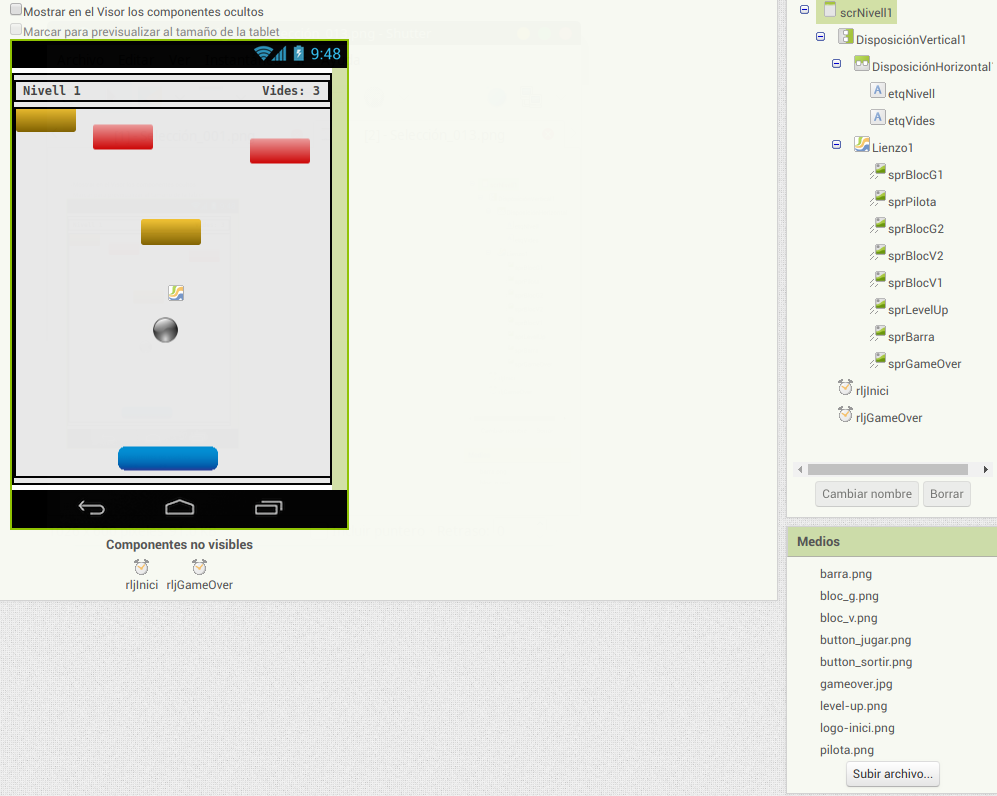 Mostrar en el Visor los componentes ocultos
Marcar para previsualizar al tamaño de la tablet
9:48
Nivell 1 Vides: 3
Componentes no visibles
rljInici rljGameOver
scrNivell1
DisposiciónVertical1
DisposiciónHorizontal
etqNivell
etqVides
Lienzo1
sprBlocG1
sprPilota
sprBlocG2
sprBlocV2
sprBlocV1
sprLevelUp
sprBarra
sprGameOver
rljInici
rljGameOver
Cambiar nombre Borrar
Medios
barra.png
bloc_g.png
bloc_v.png
button_jugar.png
button_sortir.png
gameover.jpg
level-up.png
logo-inici.png
pilota.png
Subir archivo...